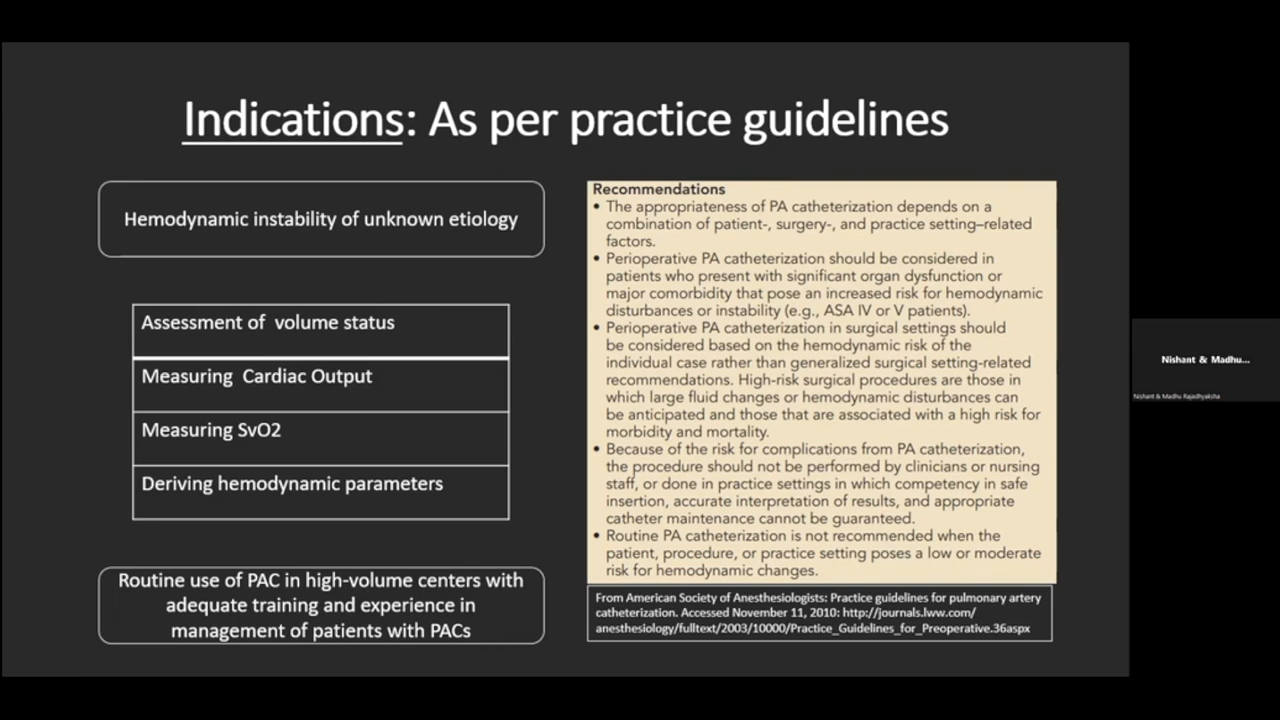 Indications: As per practice guidelines
Hemodynamic instability of unknown etiology
Assessment of volume status
Measuring Cardiac Output
Measuring SvO2
Deriving hemodynamic parameters
Routine use of PAC in high-volume centers with
adequate training and experience in
management of patients with PACs
Recommendations
• The appropriateness of PA catheterization depends on a
combination of patient-, surgery-, and practice setting–related
factors.
• Perioperative PA catheterization should be considered in
patients who present with significant organ dysfunction or
major comorbidity that pose an increased risk for hemodynamic
disturbances or instability (e.g., ASA IV or V patients).
• Perioperative PA catheterization in surgical settings should
be considered based on the hemodynamic risk of the
individual case rather than generalized surgical setting-related
recommendations. High-risk surgical procedures are those in
which large fluid changes or hemodynamic disturbances can
be anticipated and those that are associated with a high risk for
morbidity and mortality.
• Because of the risk for complications from PA catheterization,
the procedure should not be performed by clinicians or nursing
staff, or done in practice settings in which competency in safe
insertion, accurate interpretation of results, and appropriate
catheter maintenance cannot be guaranteed.
• Routine PA catheterization is not recommended when the
patient, procedure, or practice setting poses a low or moderate
risk for hemodynamic changes.
From American Society of Anesthesiologists: Practice guidelines for pulmonary artery
catheterization. Accessed November 11, 2010: http://journals.lww.com/
anesthesiology/fulltext/2003/10000/Practice_Guidelines_for_Preoperative.36aspx
Nishant & Madhu...
Nishant & Madhu Rajadhyaksha